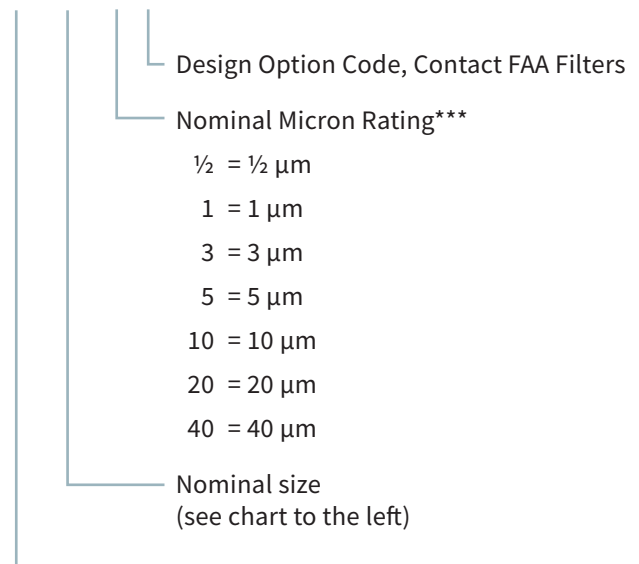 Design Option Code, Contact FAA Filters
Nominal Micron Rating***
½ = ½ µm
1 = 1 µm
3 = 3 µm
5 = 5 µm
10 = 10 µm
20 = 20 µm
40 = 40 µm
Nominal size
(see chart to the left)